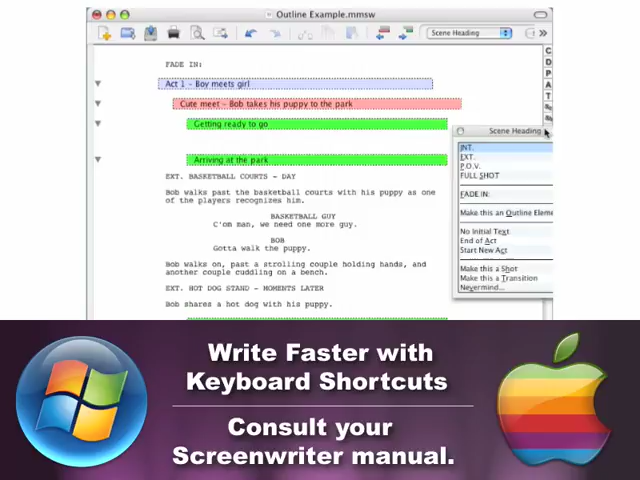 Outline Example.mmsw
Scene Heading
FADE IN:
Act 1 - Boy meets girl
Cute meet - Bob takes his puppy to the park
Getting ready to go
Arriving at the park
EXT. BASKETBALL COURTS - DAY
Bob walks past the basketball courts with his puppy as one
of the players recognizes him.
BASKETBALL GUY
C'om man, we need one more guy.
BOB
Gotta walk the puppy.
Bob walks on, past a strolling couple holding hands, and
another couple cuddling on a bench.
EXT. HOT DOG STAND - MOMENTS LATER
Bob shares a hot dog with his puppy.
C
D
P
A
T
Scene Heading
INT.
EXT.
P.O.V.
FULL SHOT
FADE IN:
Make this an Outline Eleme
No Initial Text
End of Act
Start New Act
Make this a Shot
Make this a Transition
Nevermind...
Write Faster with
Keyboard Shortcuts
Consult your
Screenwriter manual.